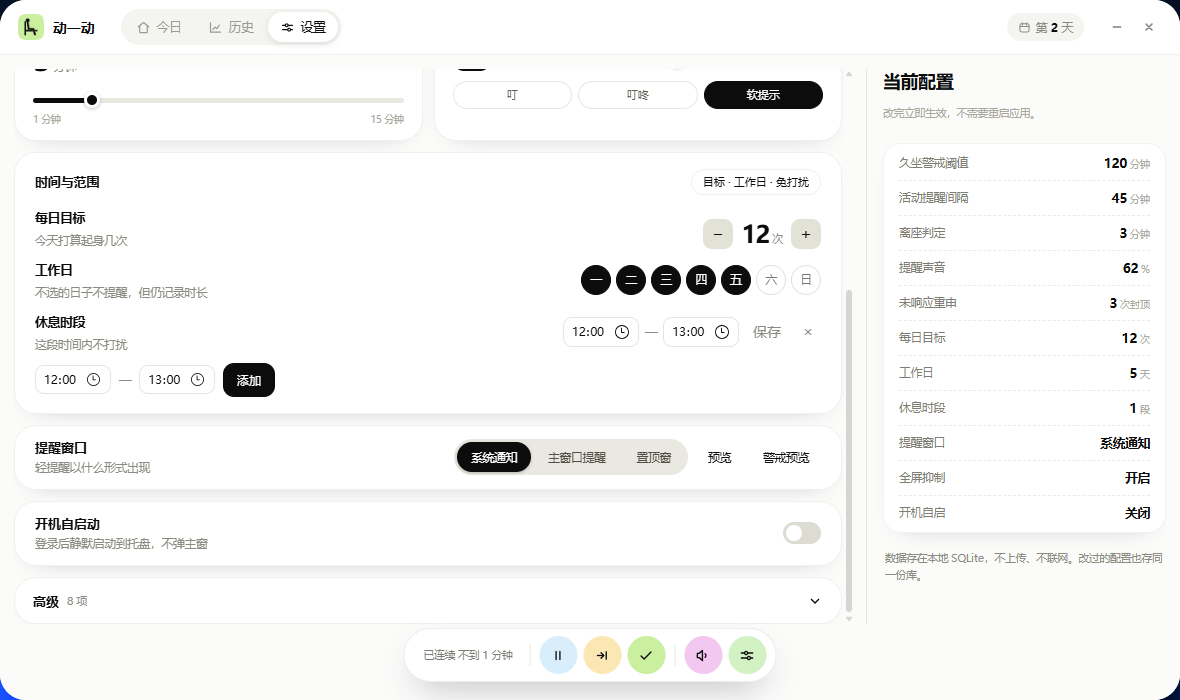 动一动
今日
历史
设置
第 2 天
叮
叮咚
软提示
1 分钟
15 分钟
时间与范围
目标 · 工作日 · 免打扰
每日目标
今天打算起身几次
− 12 次 +
工作日
不选的日子不提醒，但仍记录时长
一 二 三 四 五 六 日
休息时段
这段时间内不打扰
12:00 — 13:00 保存 ×
12:00 — 13:00 添加
提醒窗口
轻提醒以什么形式出现
系统通知 主窗口提醒 置顶窗 预览 警戒预览
开机自启动
登录后静默启动到托盘，不弹主窗
高级 8 项
已连续 不到 1 分钟
当前配置
改完立即生效，不需要重启应用。
久坐警戒阈值 120 分钟
活动提醒间隔 45 分钟
离座判定 3 分钟
提醒声音 62 %
未响应重申 3 次封顶
每日目标 12 次
工作日 5 天
休息时段 1 段
提醒窗口 系统通知
全屏抑制 开启
开机自启 关闭
数据存在本地 SQLite，不上传、不联网。改过的配置也存同
一份库。